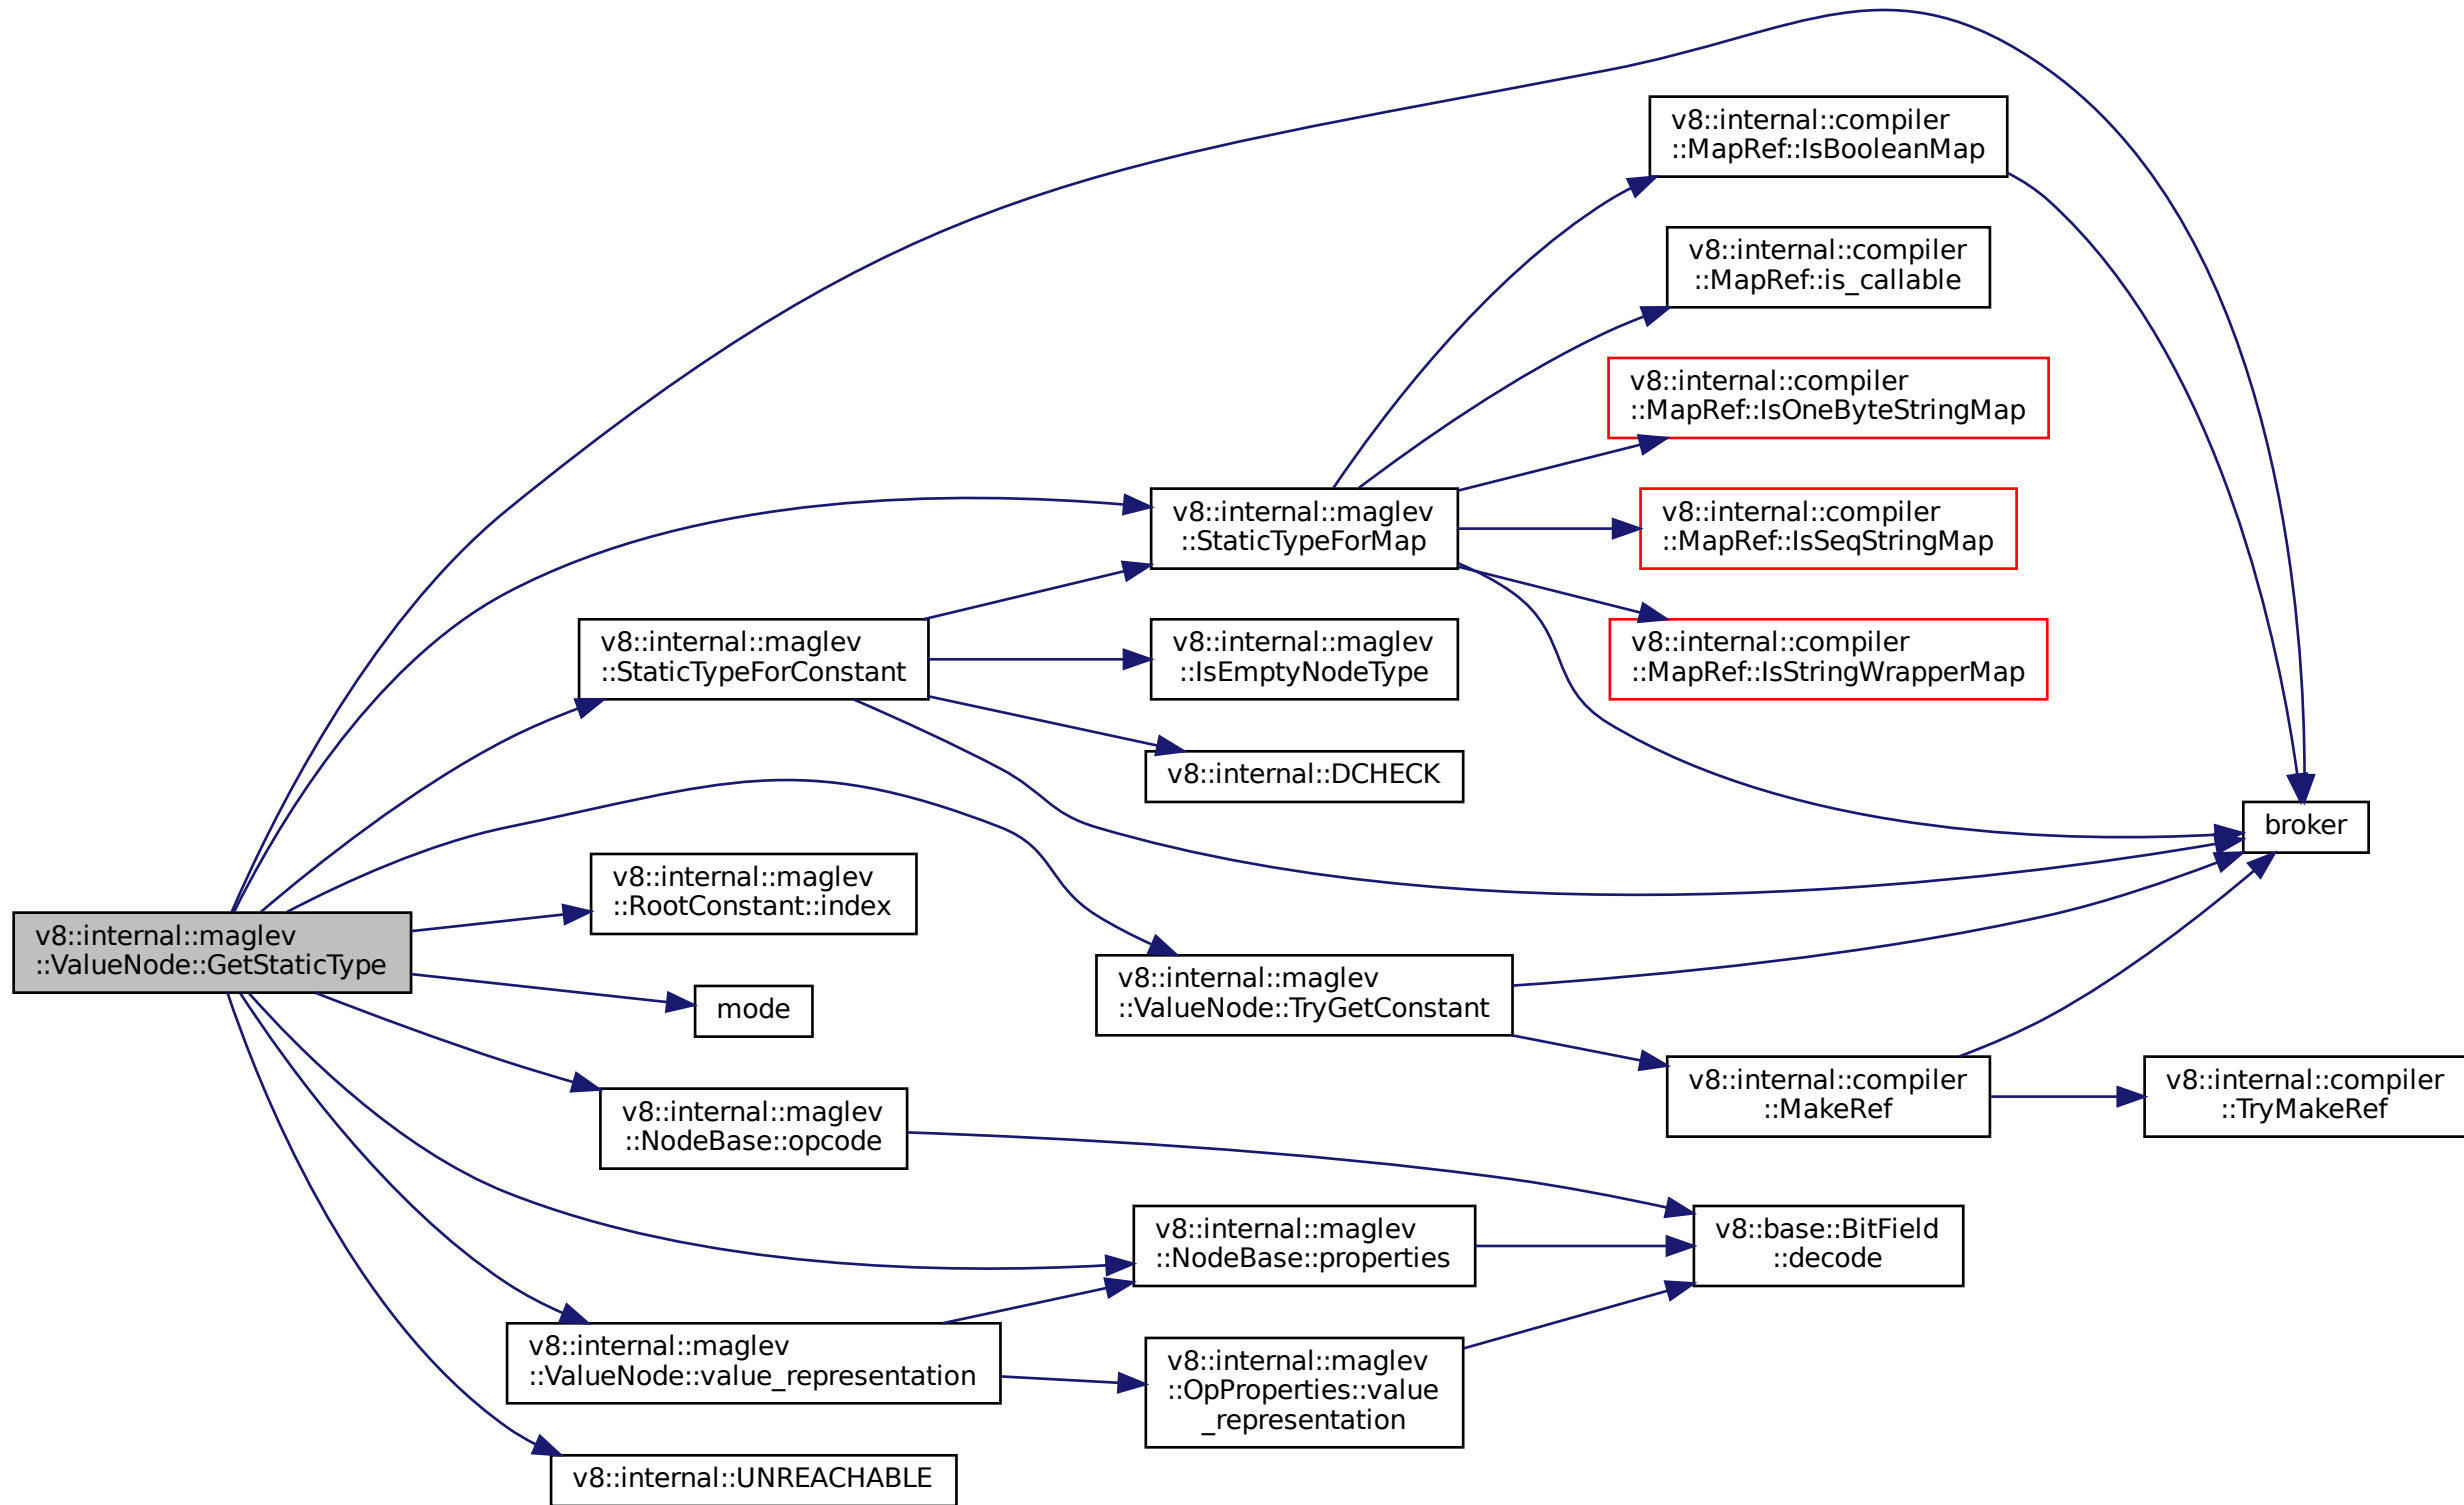 v8::internal::maglev
::ValueNode::GetStaticType
v8::internal::maglev
::StaticTypeForConstant
v8::internal::maglev
::RootConstant::index
mode
v8::internal::maglev
::NodeBase::opcode
v8::internal::maglev
::ValueNode::value_representation
v8::internal::UNREACHABLE
v8::internal::maglev
::StaticTypeForMap
v8::internal::maglev
::IsEmptyNodeType
v8::internal::DCHECK
v8::internal::maglev
::ValueNode::TryGetConstant
v8::internal::maglev
::NodeBase::properties
v8::internal::maglev
::OpProperties::value
_representation
v8::internal::compiler
::MapRef::IsBooleanMap
v8::internal::compiler
::MapRef::is_callable
v8::internal::compiler
::MapRef::IsOneByteStringMap
v8::internal::compiler
::MapRef::IsSeqStringMap
v8::internal::compiler
::MapRef::IsStringWrapperMap
v8::internal::compiler
::MakeRef
v8::base::BitField
::decode
broker
v8::internal::compiler
::TryMakeRef